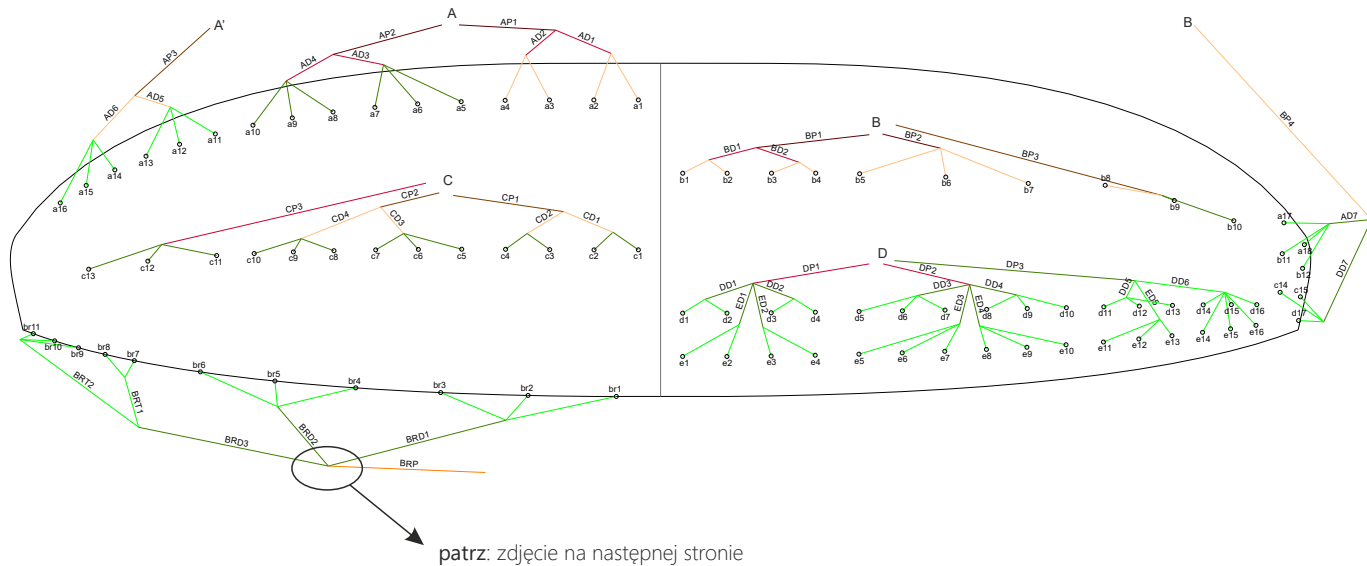 A' A B
AP3 AP2 AP1
AD4 AD3 AD2 AD1
AD6 AD5
a16 a15 a14 a13 a12 a11
a10 a9 a8 a7 a6 a5 a4 a3 a2 a1
BP4
B
BP1 BP2 BP3
BD1 BD2
b1 b2 b3 b4 b5 b6 b7 b8 b9 b10
C
CP3 CP2 CP1
CD4 CD3 CD2 CD1
c13 c12 c11 c10 c9 c8 c7 c6 c5 c4 c3 c2 c1
a17 AD7
a18
b11
b12
DD7
c14 c15
d17
D
DP1 DP2 DP3
DD1 DD2 DD3 DD4 DD5 DD6
ED1 ED2 ED3 ED4 ED5
d1 d2 d3 d4 d5 d6 d7 d8 d9 d10 d11 d12 d13 d14 d15 d16
e1 e2 e3 e4 e5 e6 e7 e8 e9 e10 e11 e12 e13 e14 e15 e16
br11 br10 br9 br8 br7 br6 br5 br4 br3 br2 br1
BRT2 BRT1
BRD3 BRD2 BRD1
BRP
patrz: zdjęcie na następnej stronie